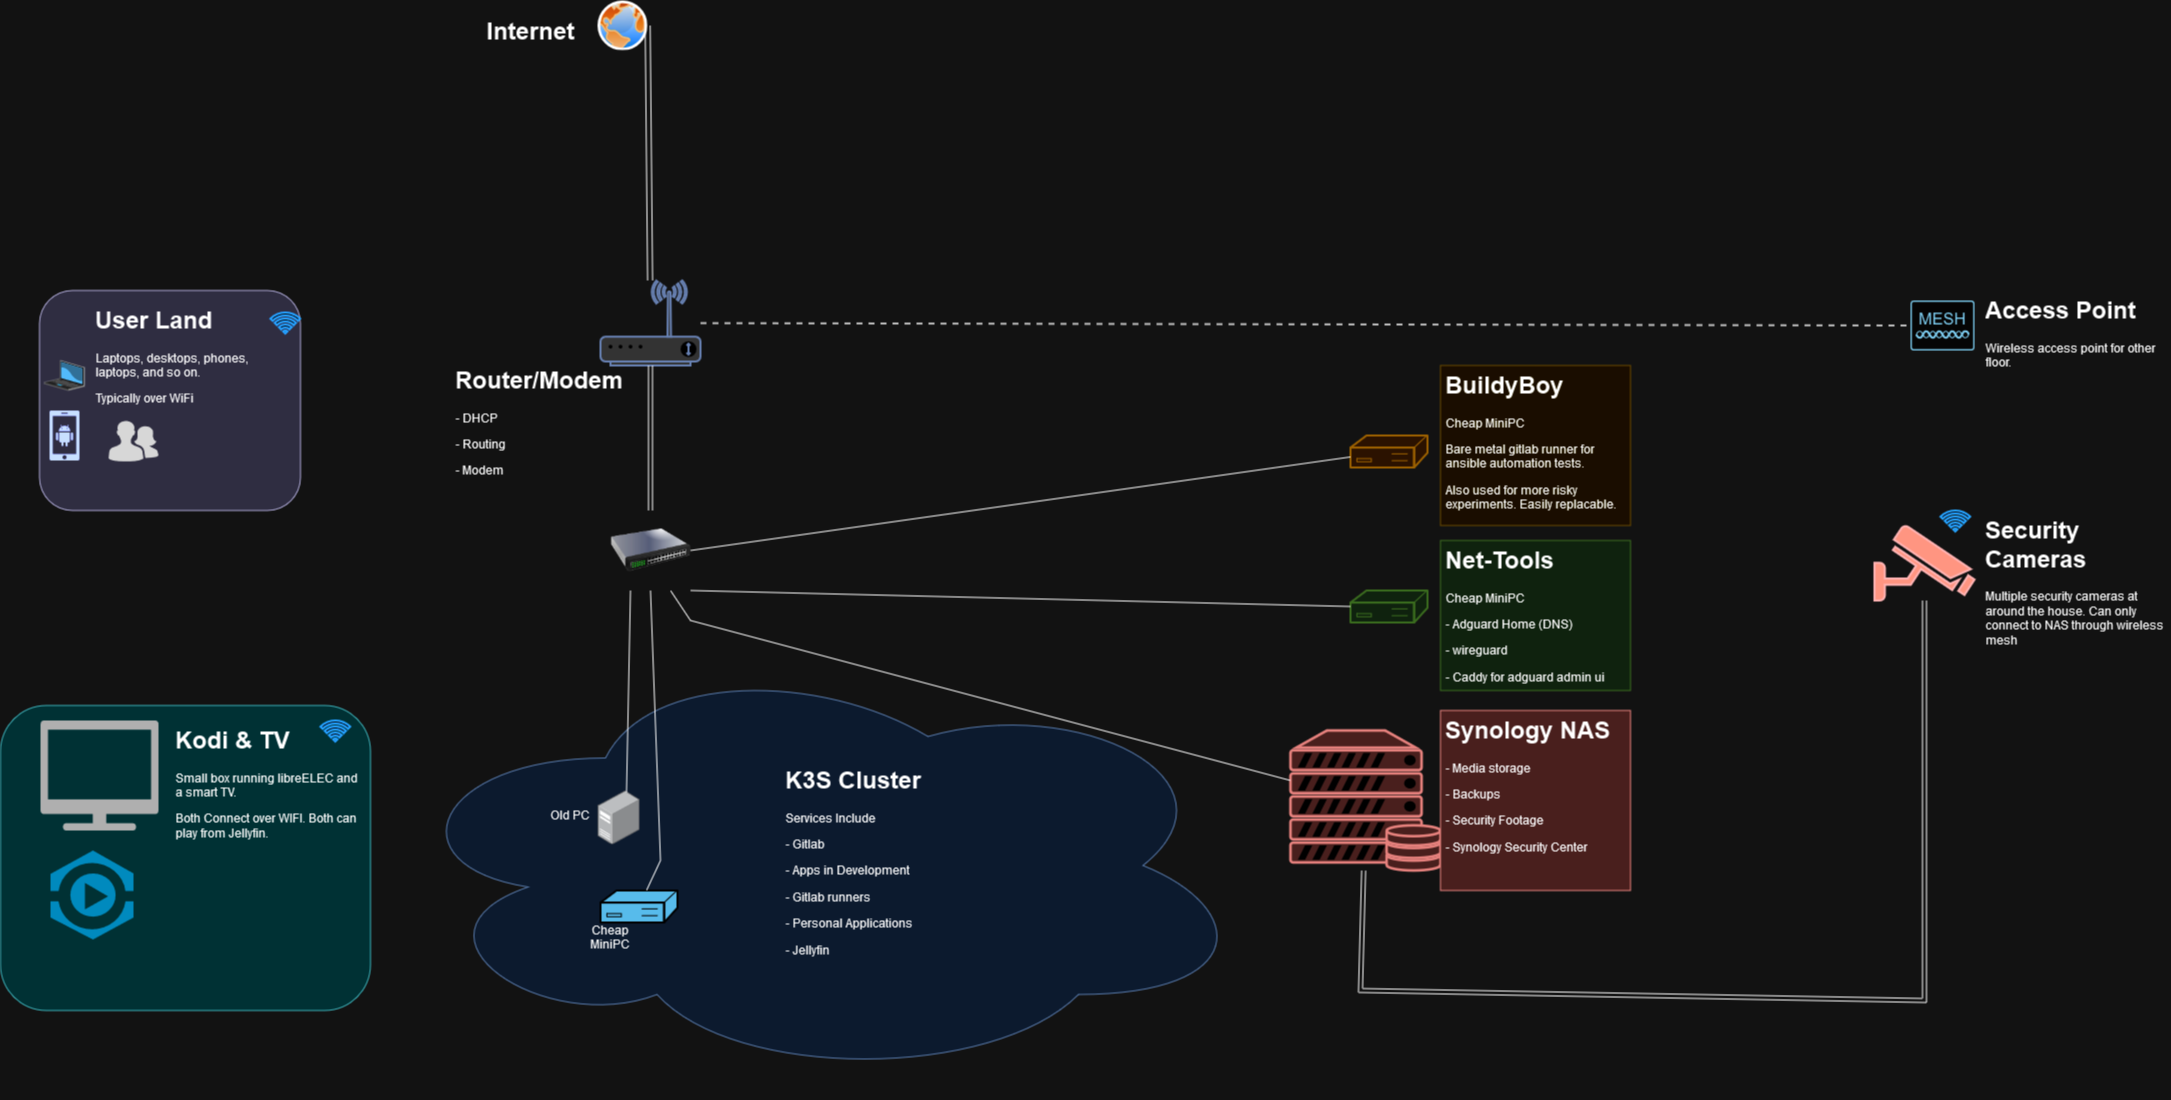 Internet
User Land
Laptops, desktops, phones,
laptops, and so on.
Typically over WiFi
Router/Modem
- DHCP
- Routing
- Modem
MESH
Access Point
Wireless access point for other
floor.
BuildyBoy
Cheap MiniPC
Bare metal gitlab runner for
ansible automation tests.
Also used for more risky
experiments. Easily replacable.
Net-Tools
Cheap MiniPC
- Adguard Home (DNS)
- wireguard
- Caddy for adguard admin ui
Security
Cameras
Multiple security cameras at
around the house. Can only
connect to NAS through wireless
mesh
Kodi & TV
Small box running libreELEC and
a smart TV.
Both Connect over WIFI. Both can
play from Jellyfin.
Old PC
Cheap
MiniPC
K3S Cluster
Services Include
- Gitlab
- Apps in Development
- Gitlab runners
- Personal Applications
- Jellyfin
Synology NAS
- Media storage
- Backups
- Security Footage
- Synology Security Center